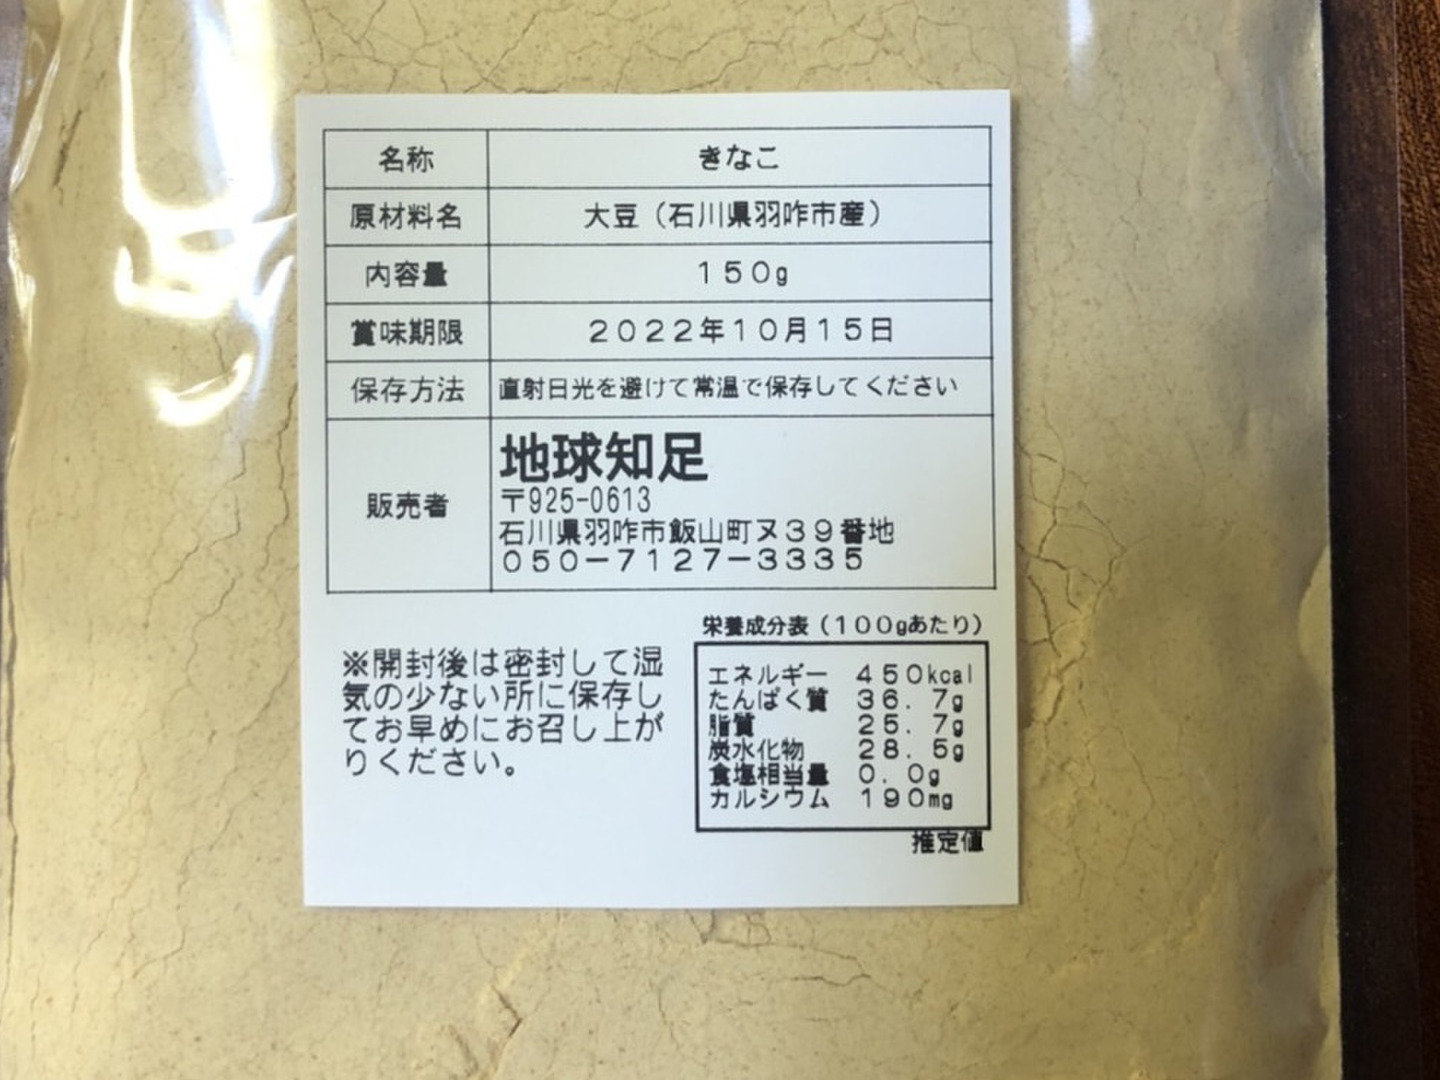 名称 きなこ
原材料名 大豆（石川県羽咋市産）
内容量 １５０g
賞味期限 ２０２２年１０月１５日
保存方法 直射日光を避けて常温で保存してください
販売者
地球知足
〒925-0613
石川県羽咋市飯山町ヌ３９番地
０５０－７１２７－３３３５
※開封後は密封して湿
気の少ない所に保存し
てお早めにお召し上が
りください。
栄養成分表（１００gあたり）
エネルギー ４５０kcal
たんぱく質 ３６．７g
脂質 ２５．７g
炭水化物 ２８．５g
食塩相当量 ０．０g
カルシウム １９０mg
推定値